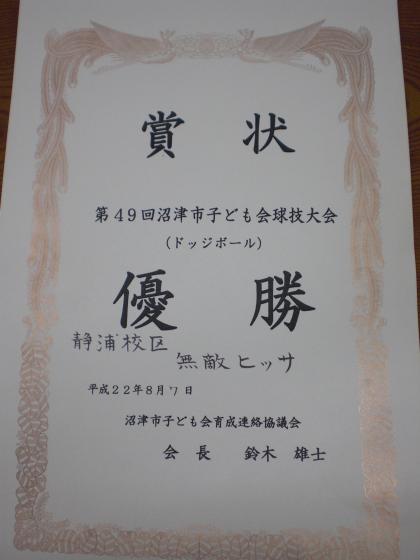 賞状
第49回沼津市子ども会球技大会
(ドッジボール)
優勝
静浦校区
無敵ヒッサ
平成22年8月7日
沼津市子ども会育成連絡協議会
会長 鈴木 雄士